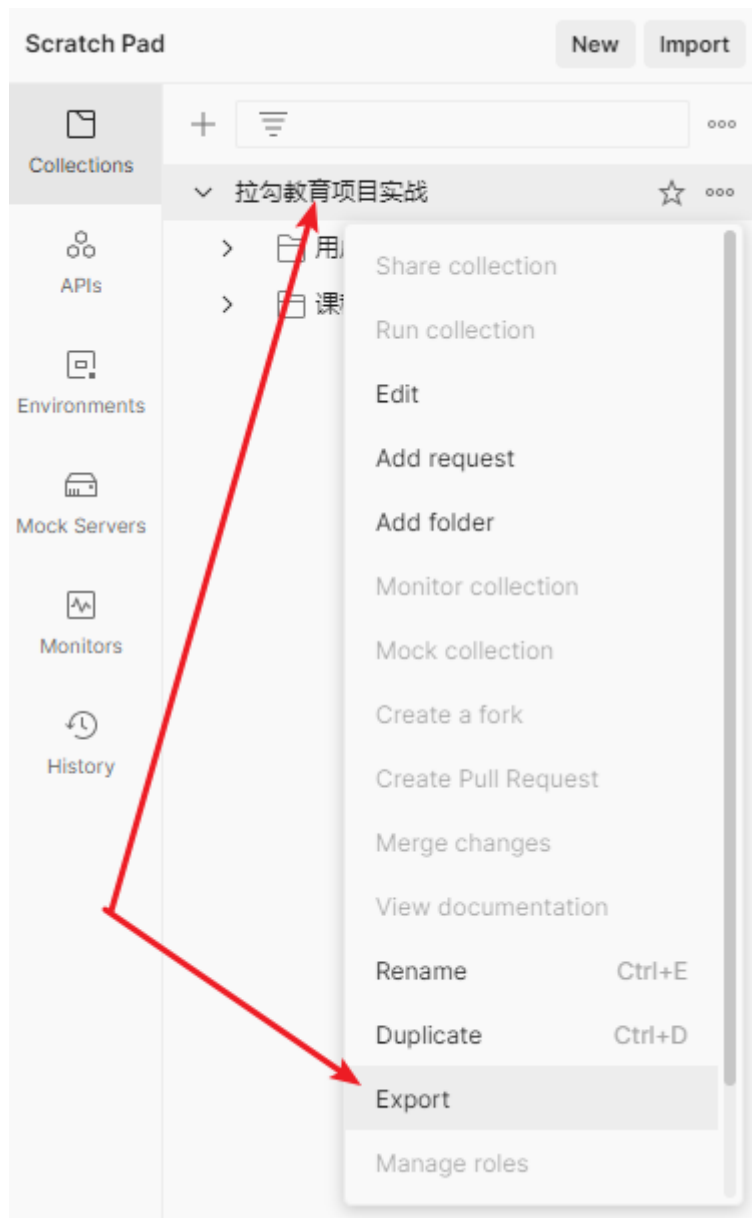 Scratch Pad
New
Import
Collections
拉勾教育项目实战
用
APIs
Environments
Mock Servers
Monitors
History
Share collection
Run collection
Edit
Add request
Add folder
Monitor collection
Mock collection
Create a fork
Create Pull Request
Merge changes
View documentation
Rename Ctrl+E
Duplicate Ctrl+D
Export
Manage roles